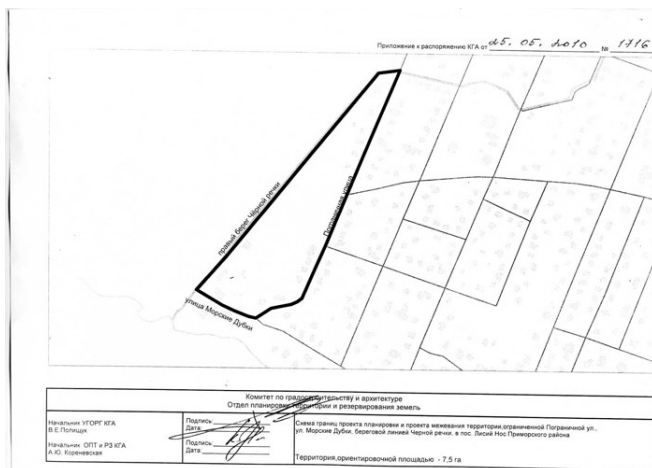 Приложение к распоряжению КГА от 25.05.2010 № 1716
правый берег Чёрной речки
Пограничная улица
улица Морские Дубки
Комитет по градостроительству и архитектуре
Отдел планировки территории и резервирования земель
Начальник УГОРГ КГА
В.Е.Полищук
Подпись:
Дата:
Начальник ОПТ и РЗ КГА
А.Ю. Кореневская
Подпись:
Дата:
Схема границ проекта планировки и проекта межевания территории,ограниченной Пограничной ул.,
ул. Морские Дубки, береговой линией Черной речки, в пос. Лисий Нос Приморского района
Территория,ориентировочной площадью - 7,5 га